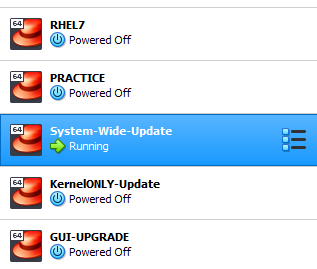 64
RHEL7
Powered Off
64
PRACTICE
Powered Off
64
System-Wide-Update
Running
64
KernelONLY-Update
Powered Off
64
GUI-UPGRADE
Powered Off